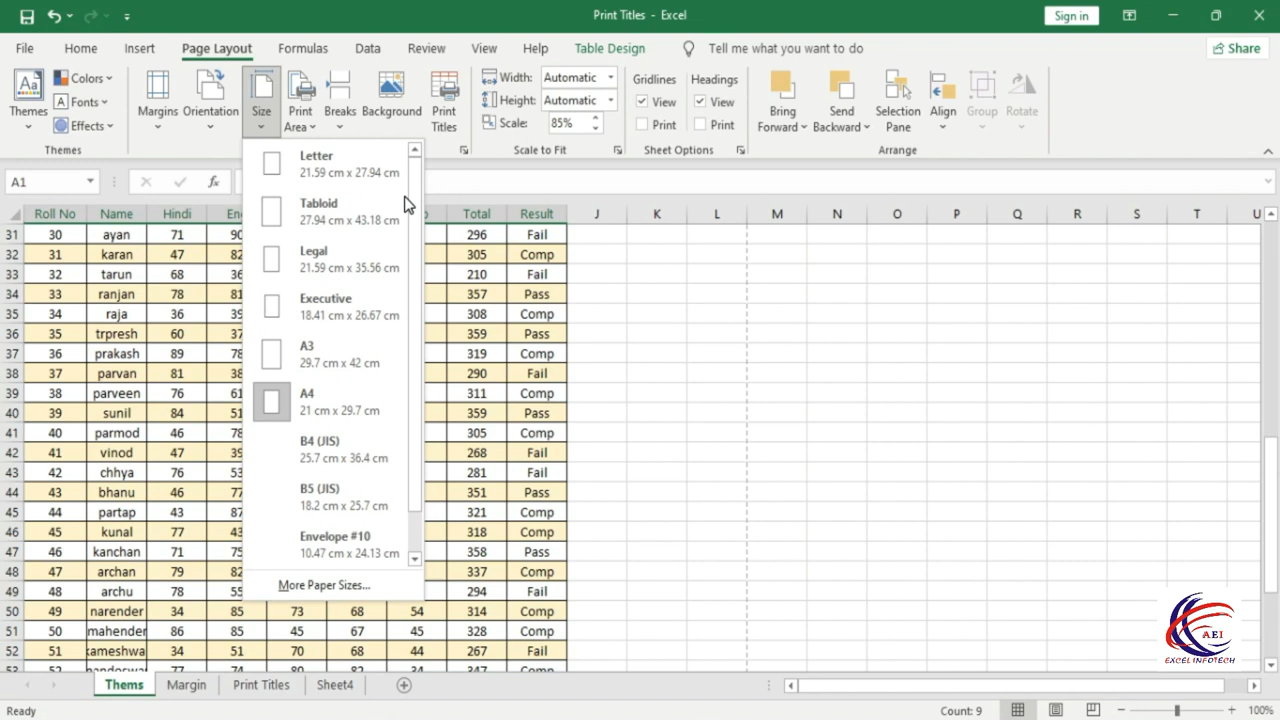 Print Titles - Excel
Sign in
File Home Insert Page Layout Formulas Data Review View Help Table Design Tell me what you want to do Share
Themes Colors Fonts Effects
Margins Orientation Size Print Area Breaks Background Print Titles
Width: Automatic
Height: Automatic
Scale: 85%
Gridlines Headings
View View
Print Print
Bring Forward Send Backward Selection Pane Align Group Rotate
Themes Scale to Fit Sheet Options Arrange
A1 fx
Letter
21.59 cm x 27.94 cm
Tabloid
27.94 cm x 43.18 cm
Legal
21.59 cm x 35.56 cm
Executive
18.41 cm x 26.67 cm
A3
29.7 cm x 42 cm
A4
21 cm x 29.7 cm
B4 (JIS)
25.7 cm x 36.4 cm
B5 (JIS)
18.2 cm x 25.7 cm
Envelope #10
10.47 cm x 24.13 cm
More Paper Sizes...
Roll No Name Hindi Total Result J K L M N O P Q R S T U
31 30 ayan 71 90 296 Fail
32 31 karan 47 82 305 Comp
33 32 tarun 68 36 210 Fail
34 33 ranjan 78 81 357 Pass
35 34 raja 36 39 308 Comp
36 35 trpresh 60 37 359 Pass
37 36 prakash 89 78 319 Comp
38 37 parvan 81 38 290 Fail
39 38 parveen 76 61 311 Comp
40 39 sunil 84 51 359 Pass
41 40 parmod 46 78 305 Comp
42 41 vinod 47 39 268 Fail
43 42 chhya 76 53 281 Fail
44 43 bhanu 46 77 351 Pass
45 44 partap 43 87 321 Comp
46 45 kunal 77 43 318 Comp
47 46 kanchan 71 75 358 Pass
48 47 archan 79 82 337 Comp
49 48 archu 78 55 294 Fail
50 49 narender 34 85 73 68 54 314 Comp
51 50 mahender 86 85 45 67 45 328 Comp
52 51 kameshwa 34 51 70 68 44 267 Fail
AEI
EXCEL INFOTECH
Thems Margin Print Titles Sheet4
Ready Count: 9 100%